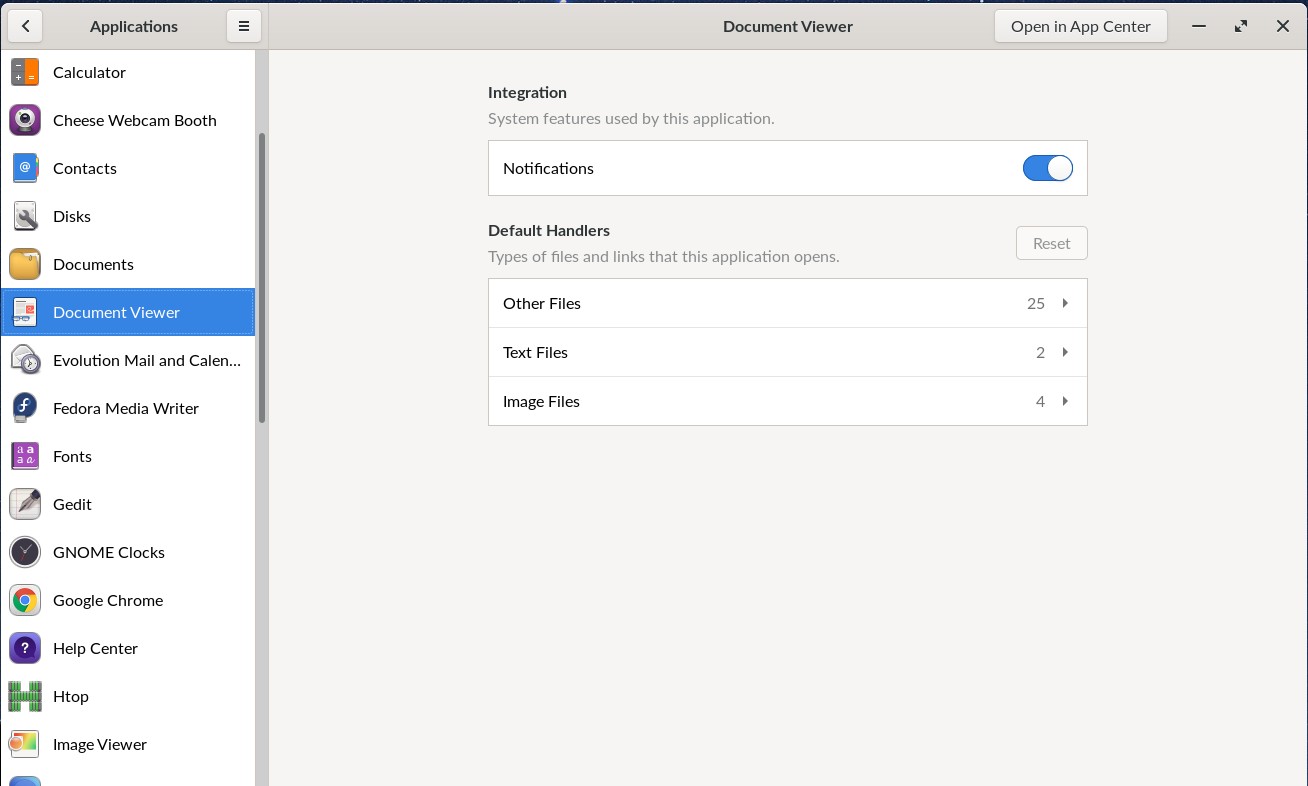 Applications
Document Viewer
Open in App Center
Calculator
Cheese Webcam Booth
Contacts
Disks
Documents
Document Viewer
Evolution Mail and Calen...
Fedora Media Writer
Fonts
Gedit
GNOME Clocks
Google Chrome
Help Center
Htop
Image Viewer
Integration
System features used by this application.
Notifications
Default Handlers
Types of files and links that this application opens.
Reset
Other Files 25
Text Files 2
Image Files 4